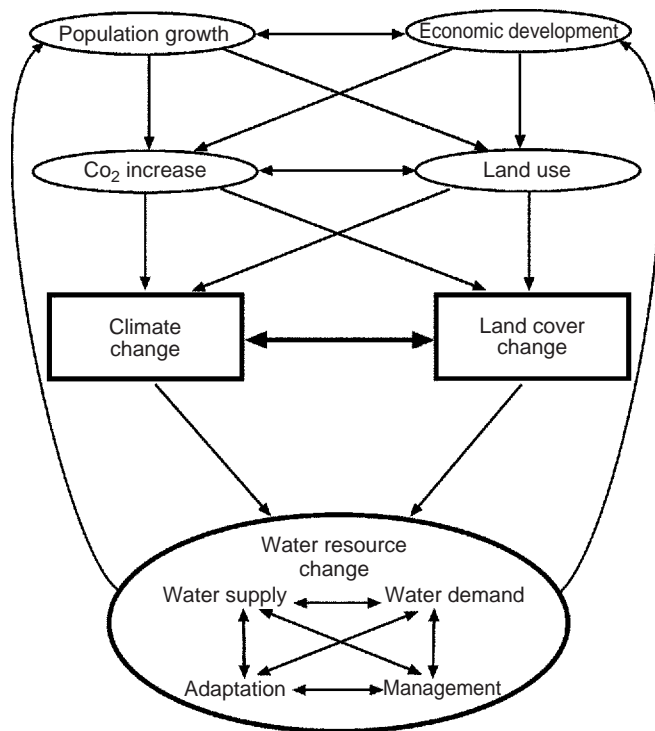 Population growth
Economic development
Co₂ increase
Land use
Climate
change
Land cover
change
Water resource
change
Water supply
Water demand
Adaptation
Management